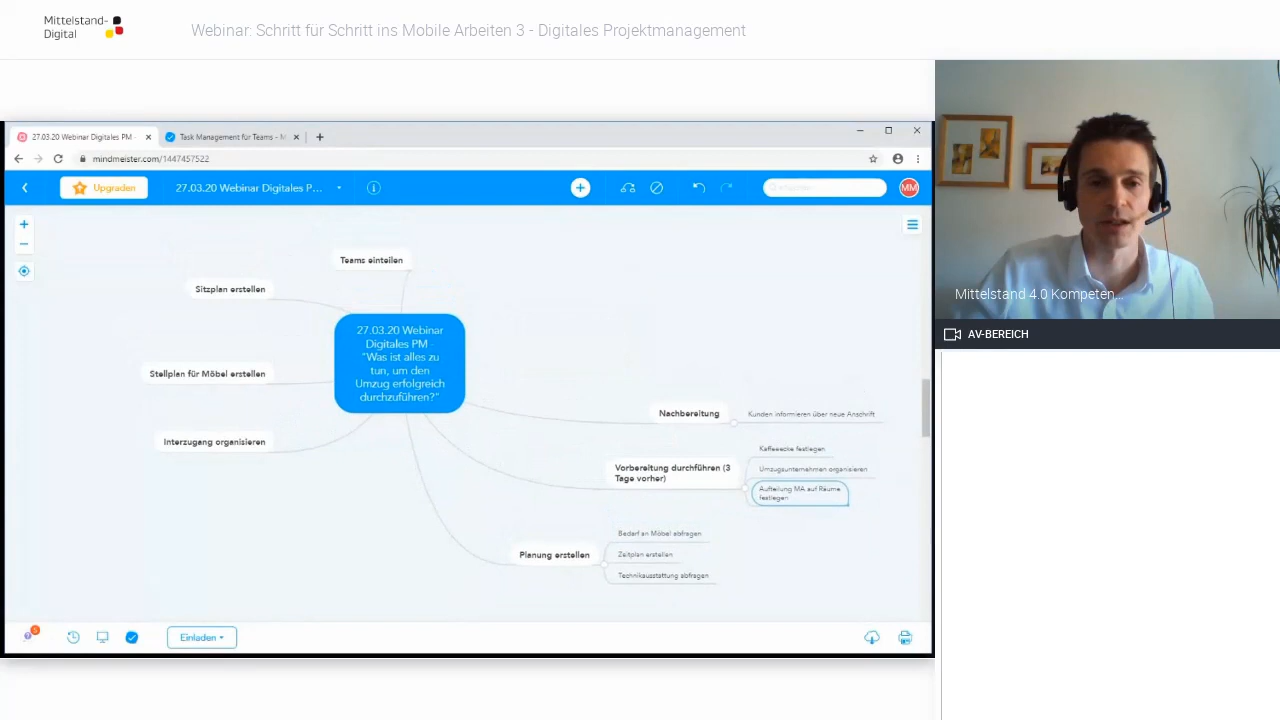 Mittelstand-
Digital
Webinar: Schritt für Schritt ins Mobile Arbeiten 3 - Digitales Projektmanagement
27.03.20 Webinar Digitales PM -
Task Management für Teams - M
mindmeister.com/1447457522
Upgraden
27.03.20 Webinar Digitales P...
MM
Teams einteilen
Sitzplan erstellen
27.03.20 Webinar
Digitales PM -
"Was ist alles zu
tun, um den
Umzug erfolgreich
durchzuführen?"
Stellplan für Möbel erstellen
Interzugang organisieren
Nachbereitung
Kunden informieren über neue Anschrift
Vorbereitung durchführen (3
Tage vorher)
Kaffeeecke festlegen
Umzugsunternehmen organisieren
Aufteilung MA auf Räume
festlegen
Planung erstellen
Bedarf an Möbel abfragen
Zeitplan erstellen
Technikausstattung abfragen
Einladen
Mittelstand 4.0 Kompeten...
AV-BEREICH